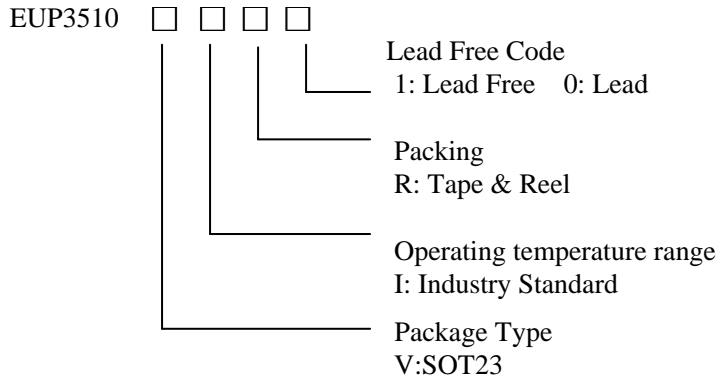 EUP3510
Lead Free Code
1: Lead Free 0: Lead
Packing
R: Tape & Reel
Operating temperature range
I: Industry Standard
Package Type
V:SOT23